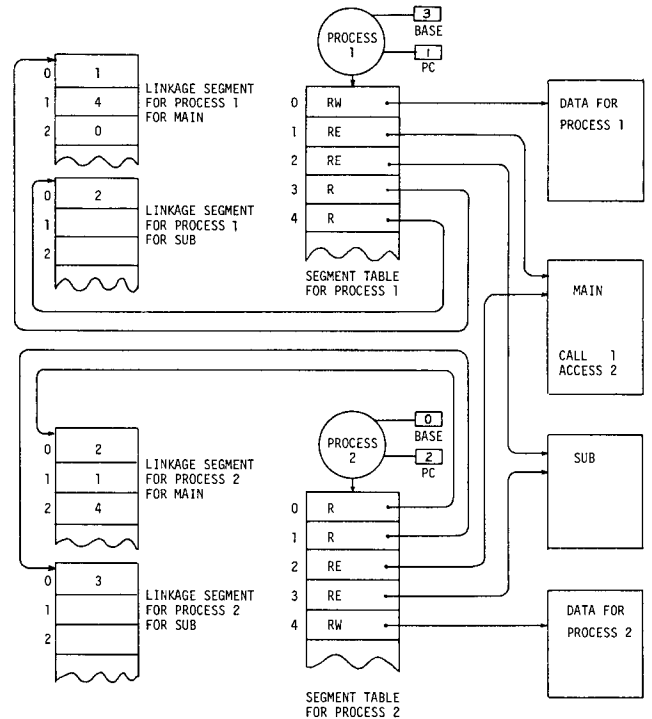 3
BASE
PROCESS
1
1
PC
0 1
1 4
2 0
LINKAGE SEGMENT
FOR PROCESS 1
FOR MAIN
0 2
1
2
LINKAGE SEGMENT
FOR PROCESS 1
FOR SUB
0 RW
1 RE
2 RE
3 R
4 R
SEGMENT TABLE
FOR PROCESS 1
DATA FOR
PROCESS 1
MAIN
CALL 1
ACCESS 2
SUB
DATA FOR
PROCESS 2
0
BASE
PROCESS
2
2
PC
0 2
1 1
2 4
LINKAGE SEGMENT
FOR PROCESS 2
FOR MAIN
0 3
1
2
LINKAGE SEGMENT
FOR PROCESS 2
FOR SUB
0 R
1 R
2 RE
3 RE
4 RW
SEGMENT TABLE
FOR PROCESS 2